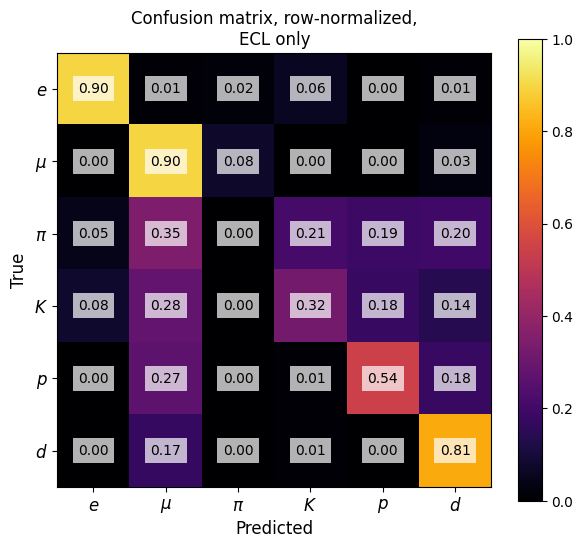 Confusion matrix, row-normalized,
ECL only
True
e 0.90 0.01 0.02 0.06 0.00 0.01
μ 0.00 0.90 0.08 0.00 0.00 0.03
π 0.05 0.35 0.00 0.21 0.19 0.20
K 0.08 0.28 0.00 0.32 0.18 0.14
p 0.00 0.27 0.00 0.01 0.54 0.18
d 0.00 0.17 0.00 0.01 0.00 0.81
e μ π K p d
Predicted
1.0
0.8
0.6
0.4
0.2
0.0